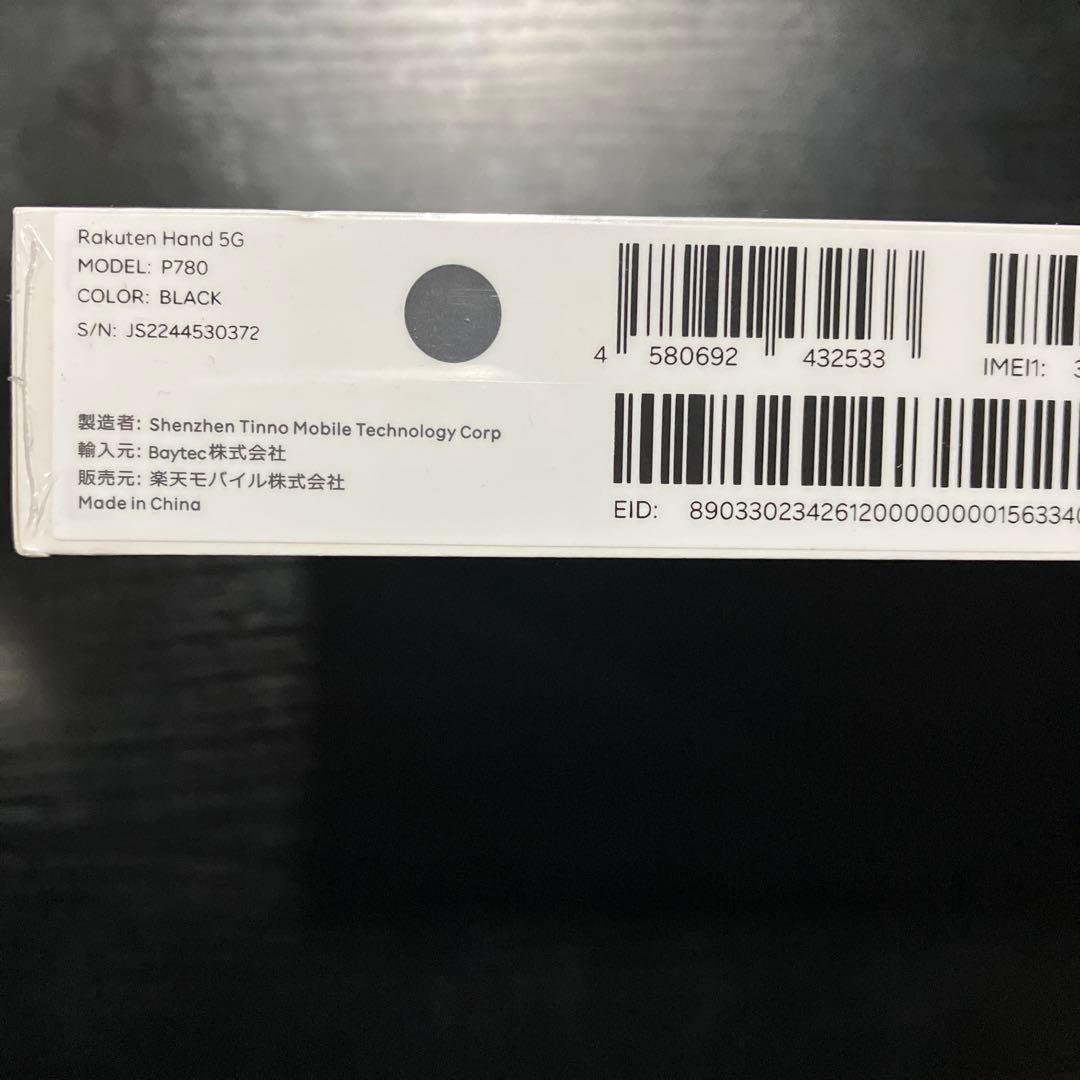 Rakuten Hand 5G
MODEL: P780
COLOR: BLACK
S/N: JS2244530372
製造者: Shenzhen Tinno Mobile Technology Corp
輸入元: Baytec株式会社
販売元: 楽天モバイル株式会社
Made in China
4 580692 432533
IMEI1: 3
EID: 89033023426120000000001563340